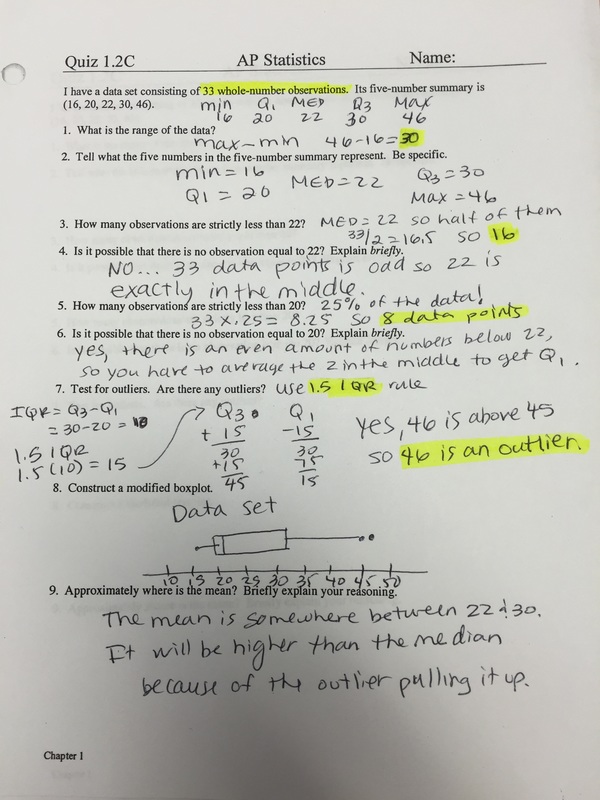 Quiz 1.2C AP Statistics Name:
I have a data set consisting of 33 whole-number observations. Its five-number summary is
(16, 20, 22, 30, 46). min Q1 MED Q3 Max
16 20 22 30 46
1. What is the range of the data?
max-min 46-16=30
2. Tell what the five numbers in the five-number summary represent. Be specific.
min=16 MED=22 Q3=30
Q1 = 20 Max =46
3. How many observations are strictly less than 22? MED=22 so half of them
33/2=16.5 so 16
4. Is it possible that there is no observation equal to 22? Explain briefly.
NO... 33 data points is odd so 22 is
exactly in the middle.
5. How many observations are strictly less than 20? 25% of the data!
33 x .25 = 8.25 so 8 data points
6. Is it possible that there is no observation equal to 20? Explain briefly.
yes, there is an even amount of numbers below 22,
so you have to average the 2 in the middle to get Q1.
7. Test for outliers. Are there any outliers? use 1.5 IQR rule
IQR= Q3-Q1
= 30-20 = 10
1.5 IQR
1.5(10) = 15
Q3
+ 15
30
+15
45
Q1
-15
30
15
15
Yes, 46 is above 45
so 46 is an outlier.
8. Construct a modified boxplot.
Data set
10 15 20 25 30 35 40 45 50
9. Approximately where is the mean? Briefly explain your reasoning.
The mean is somewhere between 22 & 30.
It will be higher than the median
because of the outlier pulling it up.
Chapter 1